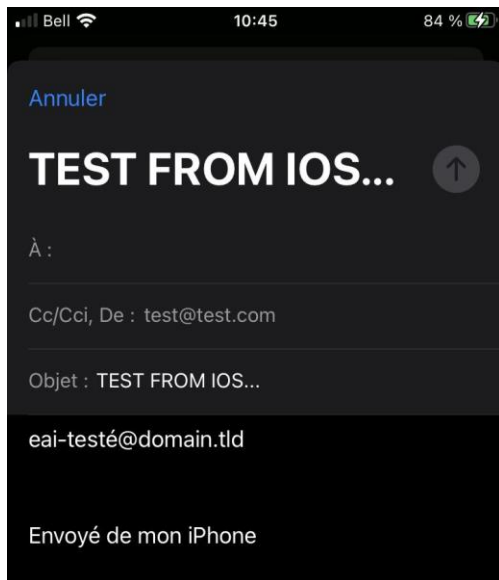 Bell 10:45 84 %
Annuler
TEST FROM IOS...
À :
Cc/Cci, De : test@test.com
Objet : TEST FROM IOS...
eai-testé@domain.tld
Envoyé de mon iPhone